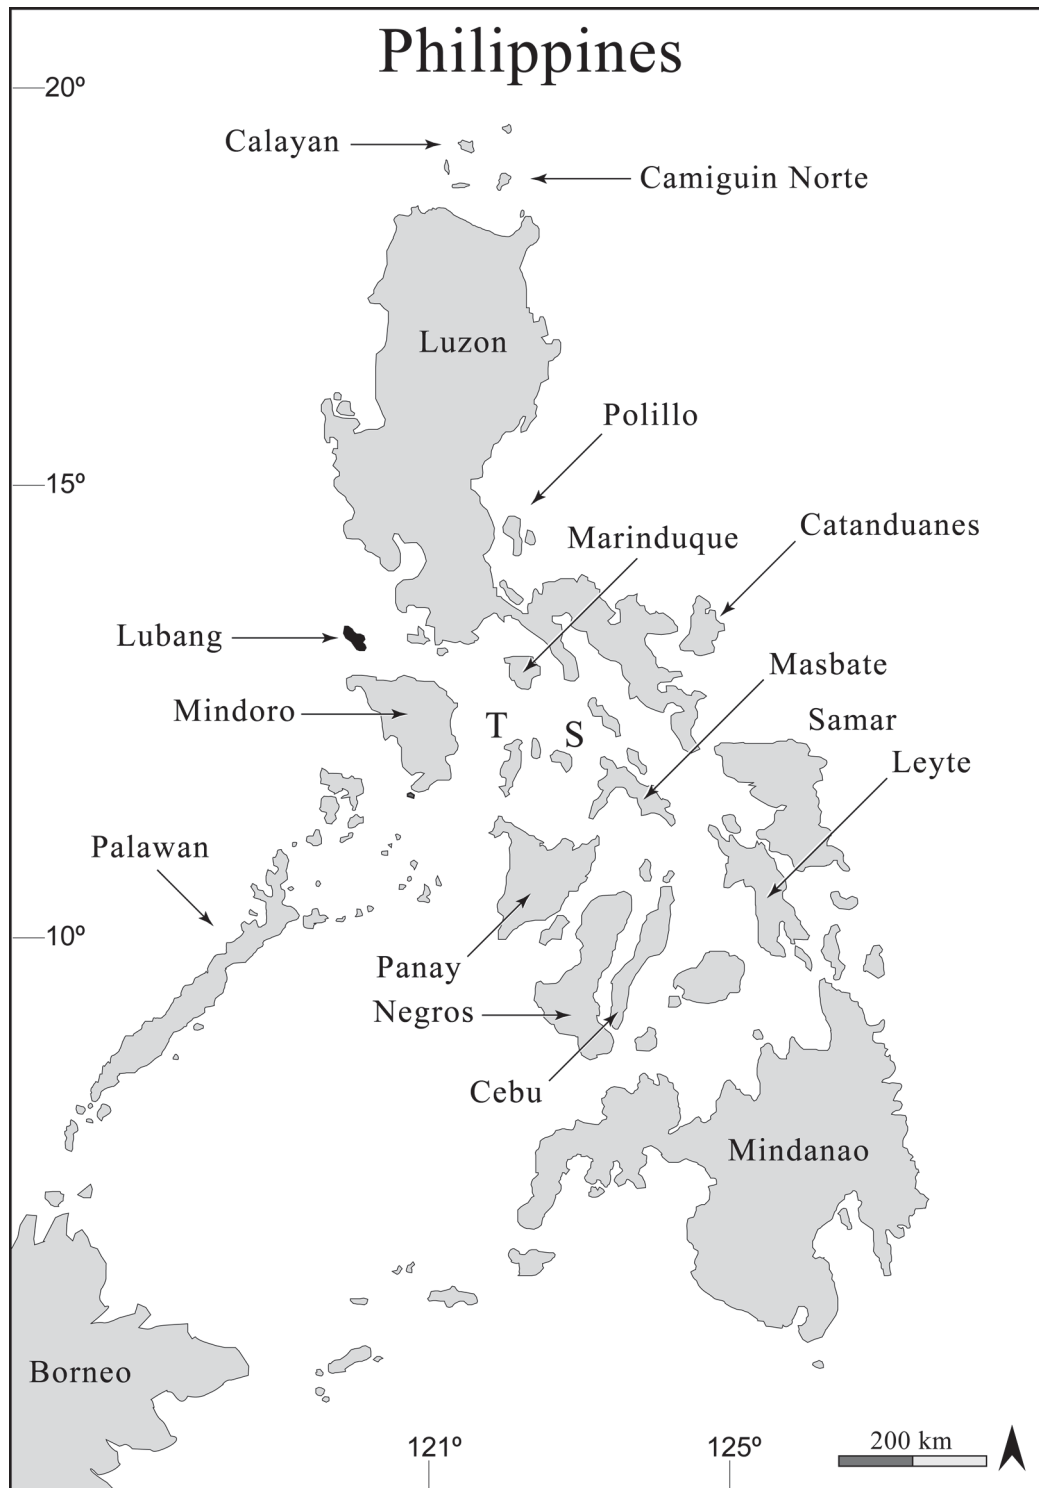 Philippines
20º
Calayan
Camiguin Norte
Luzon
Polillo
15º
Catanduanes
Marinduque
Lubang
Masbate
Mindoro
Samar
T
S
Leyte
Palawan
10º
Panay
Negros
Cebu
Mindanao
Borneo
121º
125º
200 km